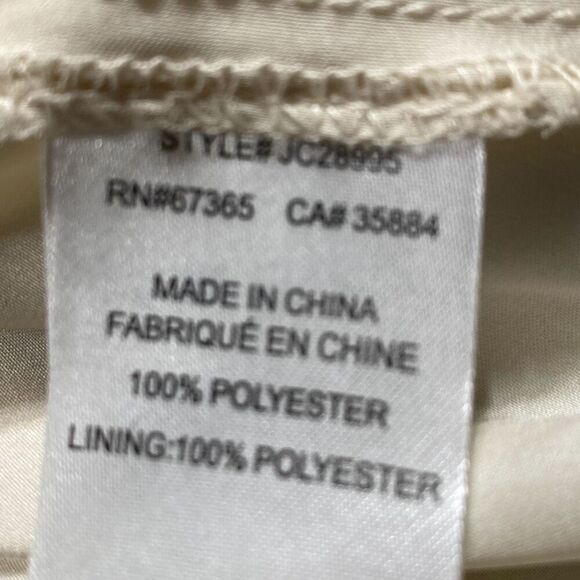 STYLE# JC28995
RN#67365 CA# 35884
MADE IN CHINA
FABRIQUÉ EN CHINE
100% POLYESTER
LINING:100% POLYESTER